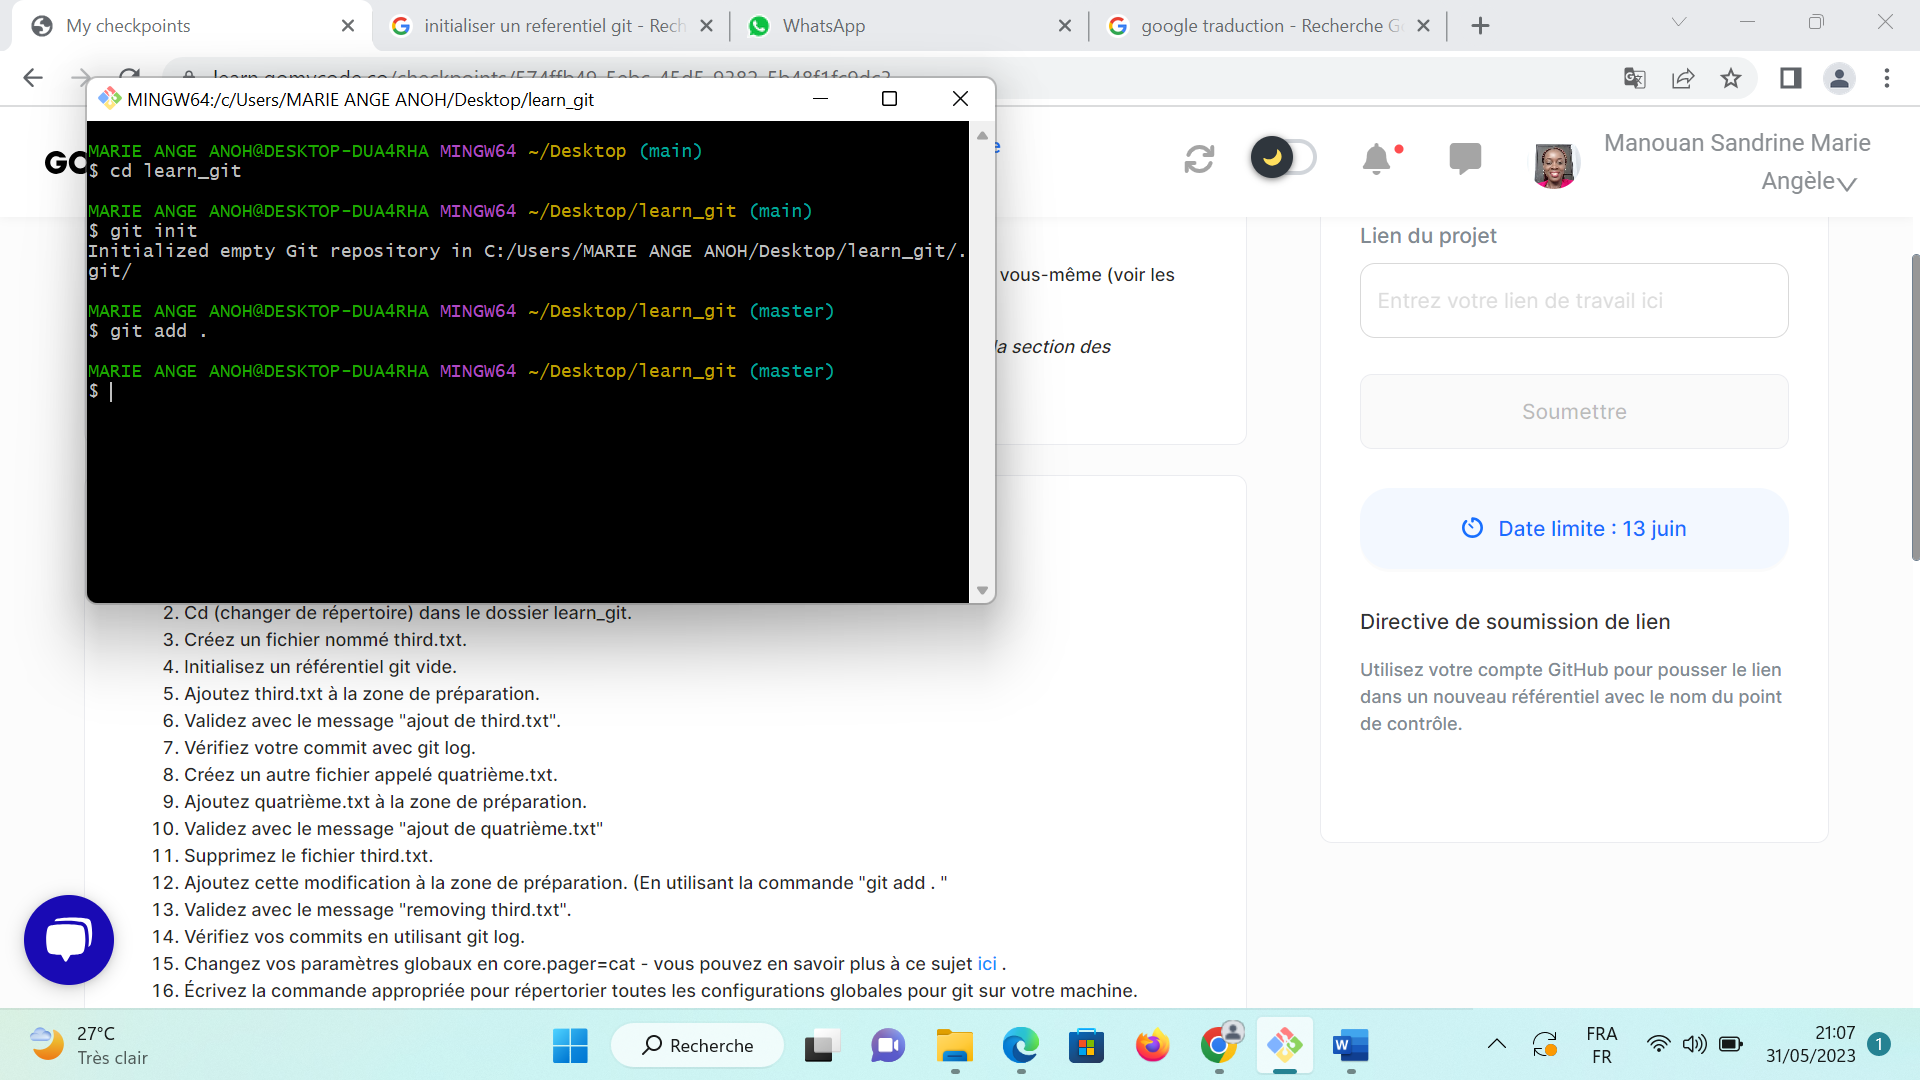 My checkpoints
initialiser un referentiel git - Rech
WhatsApp
google traduction - Recherche G
MINGW64:/c/Users/MARIE ANGE ANOH/Desktop/learn_git
MARIE ANGE ANOH@DESKTOP-DUA4RHA MINGW64 ~/Desktop (main)
$ cd learn_git
MARIE ANGE ANOH@DESKTOP-DUA4RHA MINGW64 ~/Desktop/learn_git (main)
$ git init
Initialized empty Git repository in C:/Users/MARIE ANGE ANOH/Desktop/learn_git/.
git/
MARIE ANGE ANOH@DESKTOP-DUA4RHA MINGW64 ~/Desktop/learn_git (master)
$ git add .
MARIE ANGE ANOH@DESKTOP-DUA4RHA MINGW64 ~/Desktop/learn_git (master)
$
GO
e
Manouan Sandrine Marie
Angèle
vous-même (voir les
la section des
2. Cd (changer de répertoire) dans le dossier learn_git.
3. Créez un fichier nommé third.txt.
4. Initialisez un référentiel git vide.
5. Ajoutez third.txt à la zone de préparation.
6. Validez avec le message "ajout de third.txt".
7. Vérifiez votre commit avec git log.
8. Créez un autre fichier appelé quatrième.txt.
9. Ajoutez quatrième.txt à la zone de préparation.
10. Validez avec le message "ajout de quatrième.txt"
11. Supprimez le fichier third.txt.
12. Ajoutez cette modification à la zone de préparation. (En utilisant la commande "git add . "
13. Validez avec le message "removing third.txt".
14. Vérifiez vos commits en utilisant git log.
15. Changez vos paramètres globaux en core.pager=cat - vous pouvez en savoir plus à ce sujet ici .
16. Écrivez la commande appropriée pour répertorier toutes les configurations globales pour git sur votre machine.
Lien du projet
Entrez votre lien de travail ici
Soumettre
Date limite : 13 juin
Directive de soumission de lien
Utilisez votre compte GitHub pour pousser le lien
dans un nouveau référentiel avec le nom du point
de contrôle.
27°C
Très clair
Recherche
FRA
FR
21:07
31/05/2023
1